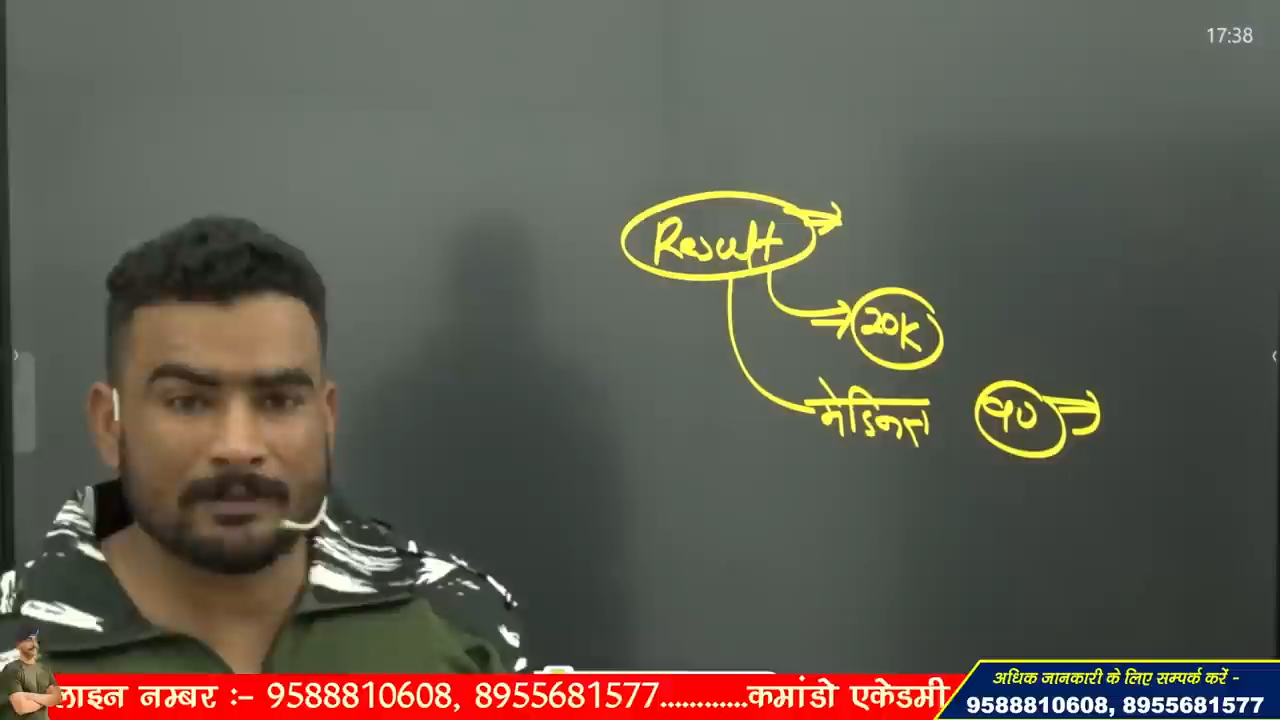 17:38
Result
20K
मेडिकल 90
लाइन नम्बर :- 9588810608, 8955681577............कमांडो एकेडमी
अधिक जानकारी के लिए सम्पर्क करें -
9588810608, 8955681577